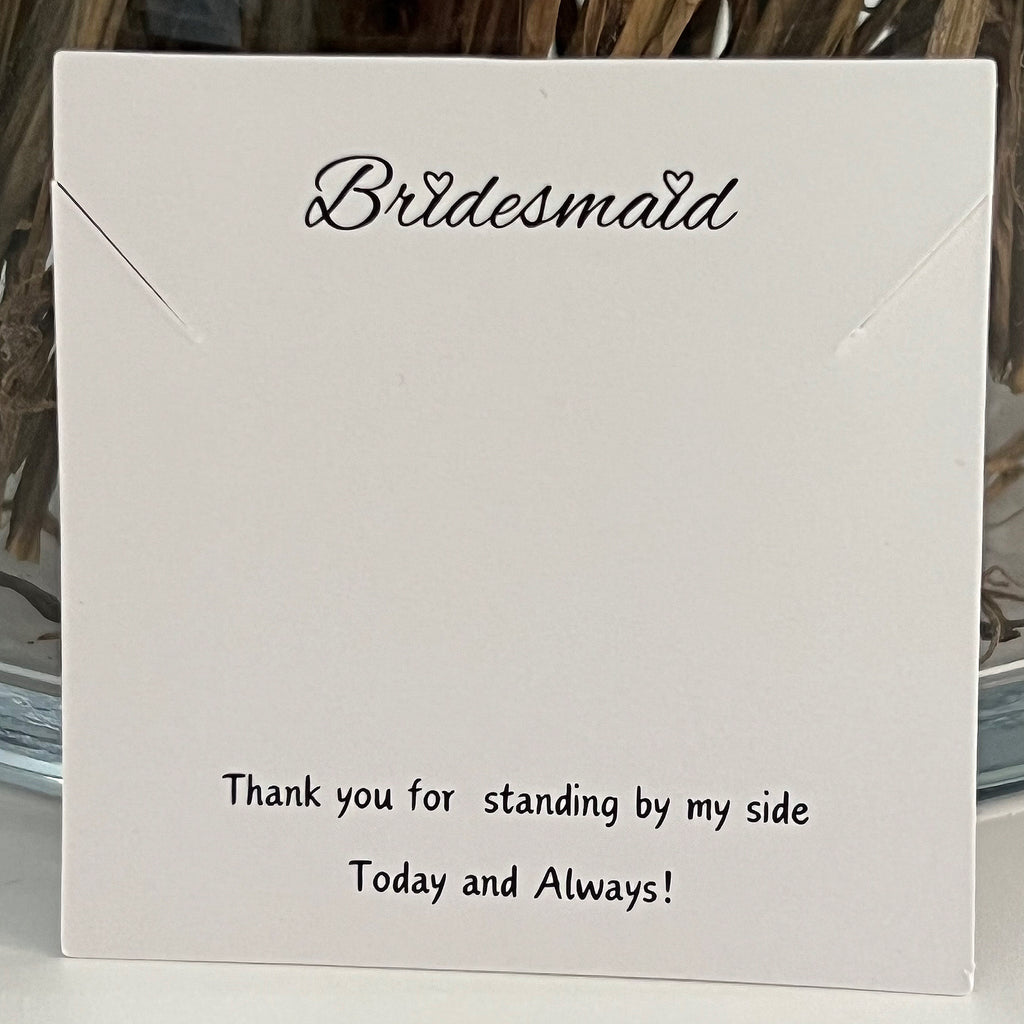 Bridesmaid
Thank you for  standing by my side
Today and Always!